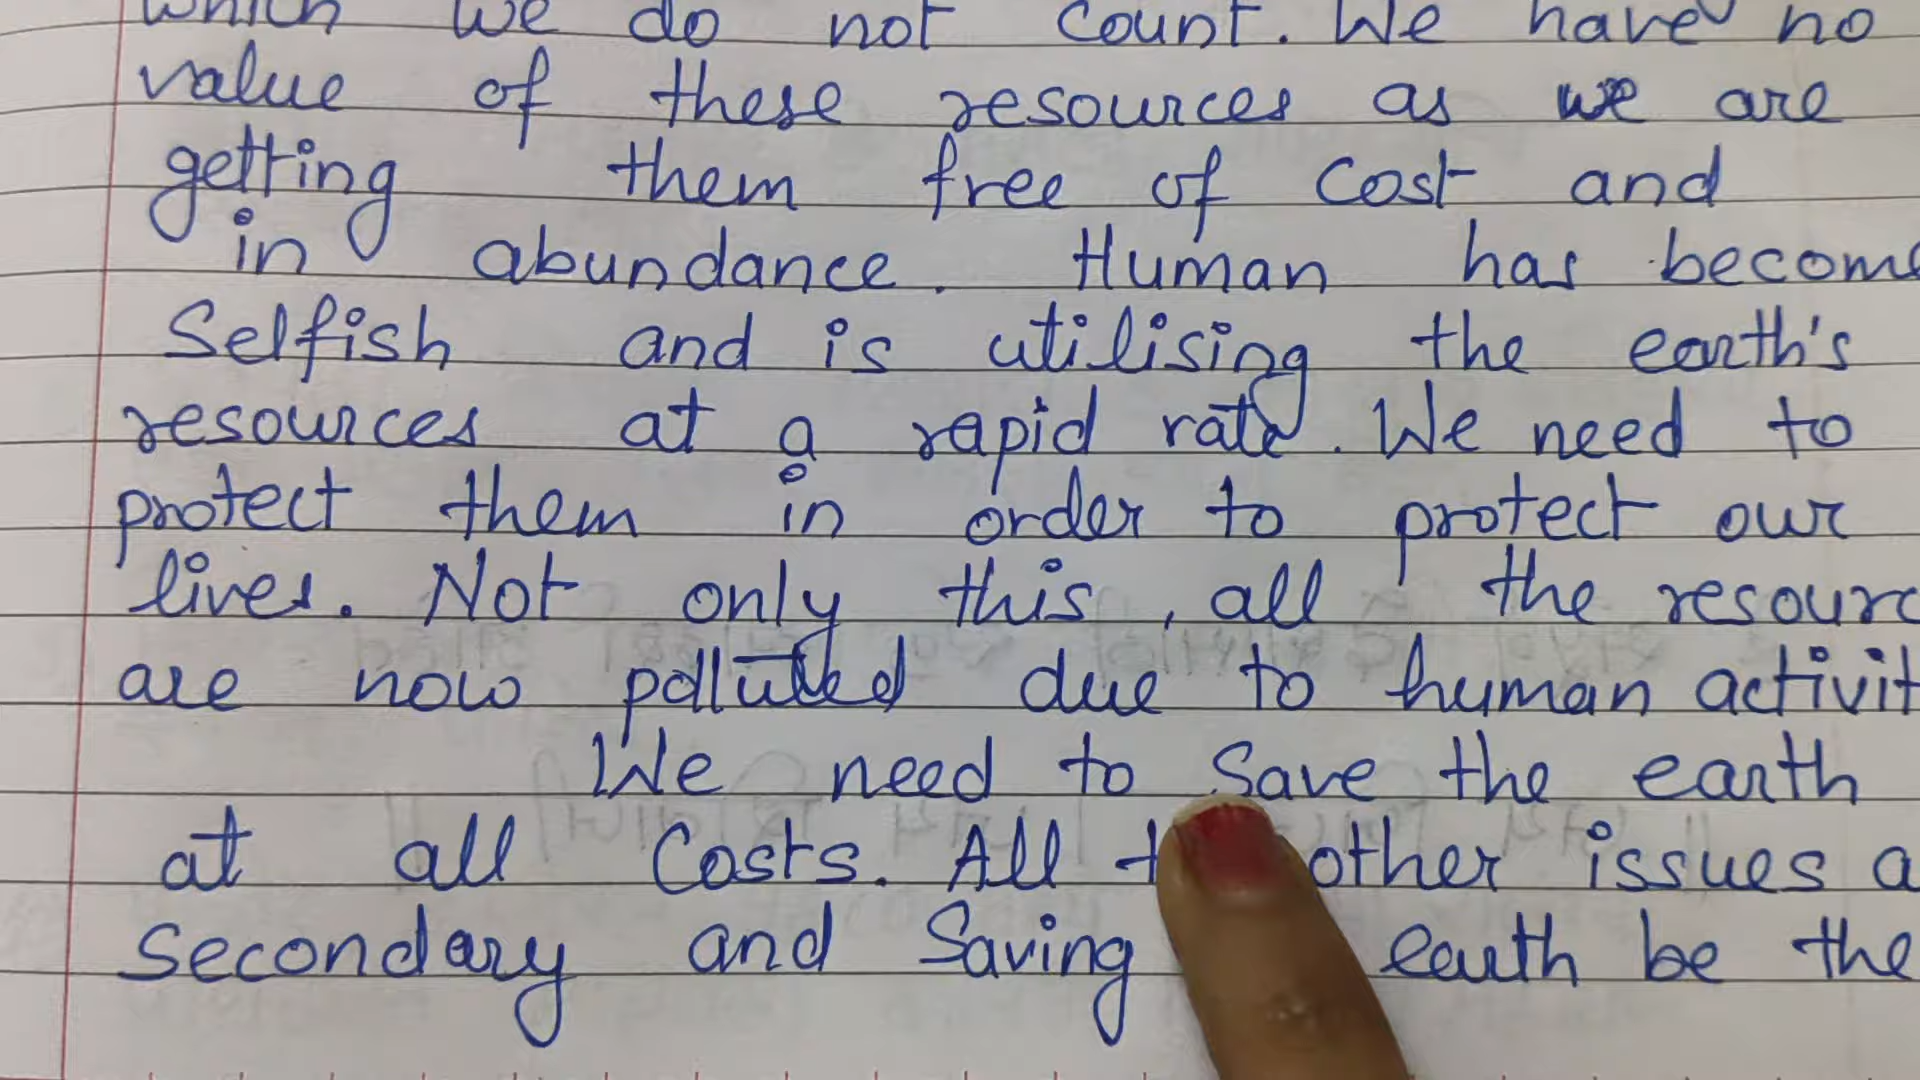 which we do not count. We have no
value of these resources as we are
getting them free of cost and
in abundance. Human has become
Selfish and is utilising the earth's
resources at a rapid rate. We need to
protect them in order to protect our
lives. Not only this, all the resourc
are now polluted due to human activit
We need to save the earth
at all Costs. All other issues a
Secondary and Saving earth be the